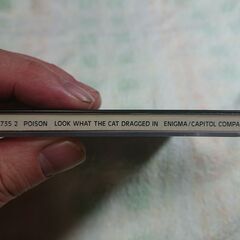 735 2 POISON LOOK WHAT THE CAT DRAGGED IN ENIGMA/CAPITOL COMPA